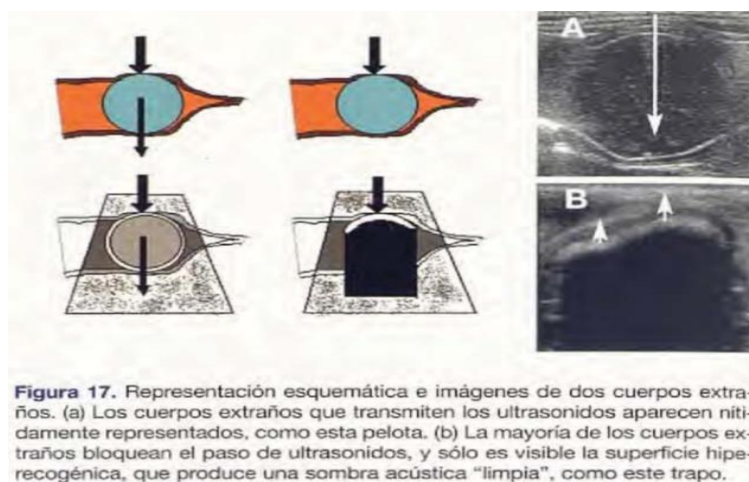 A
B
Figura 17. Representación esquemática e imágenes de dos cuerpos extra-
ños. (a) Los cuerpos extraños que transmiten los ultrasonidos aparecen níti-
damente representados, como esta pelota. (b) La mayoría de los cuerpos ex-
traños bloquean el paso de ultrasonidos, y sólo es visible la superficie hipe-
recogénica, que produce una sombra acústica "limpia", como este trapo.